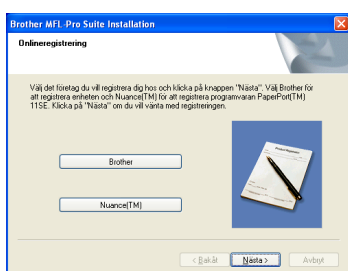 Brother MFL-Pro Suite Installation
Onlineregistrering
Välj det företag du vill registrera dig hos och klicka på knappen "Nästa". Välj Brother för
att registrera enheten och Nuance(TM) för att registrera programvaran PaperPort(TM)
11SE. Klicka på "Nästa" om du vill vänta med registreringen.
Brother
Nuance(TM)
< Bakåt
Nästa >
Avbryt